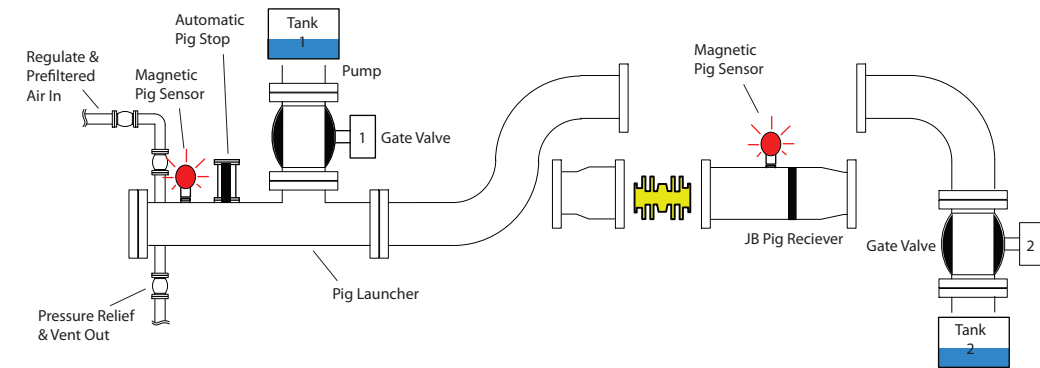 Automatic
Pig Stop
Tank
1
Regulate &
Prefiltered
Air In
Magnetic
Pig Sensor
Pump
1
Gate Valve
Magnetic
Pig Sensor
JB Pig Reciever
Gate Valve
2
Pig Launcher
Pressure Relief
& Vent Out
Tank
2